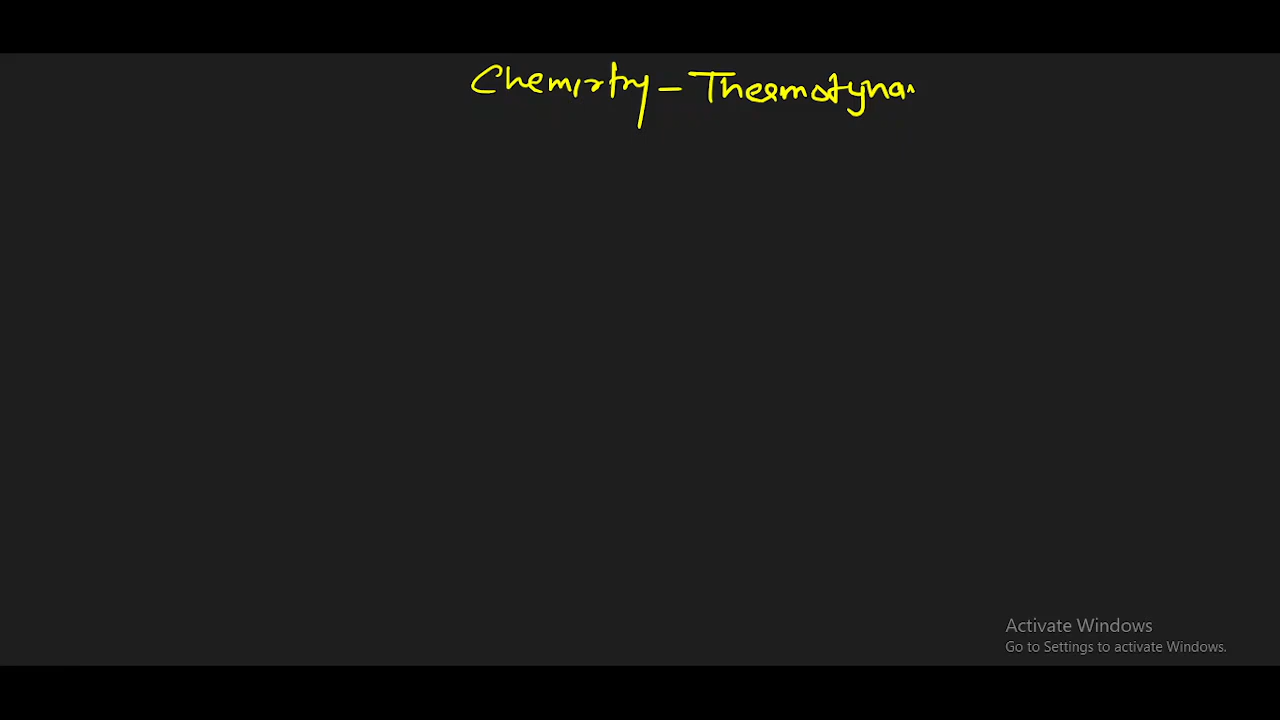 Chemistry - Thermodyna
Activate Windows
Go to Settings to activate Windows.